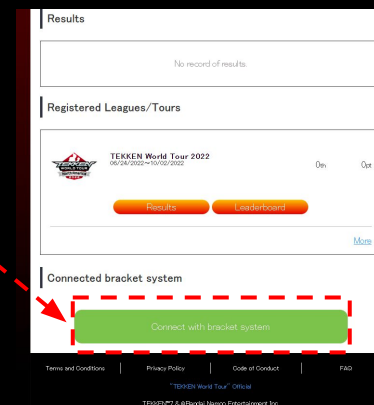 Results
No record of results.
Registered Leagues/Tours
TEKKEN World Tour 2022
06/24/2022～10/02/2022
0ev
0pt
Results
Leaderboard
More
Connected bracket system
Connect with bracket system
Terms and Conditions
Privacy Policy
Code of Conduct
FAQ
"TEKKEN World Tour" Official
TEKKEN™7 & ©Bandai Namco Entertainment Inc.